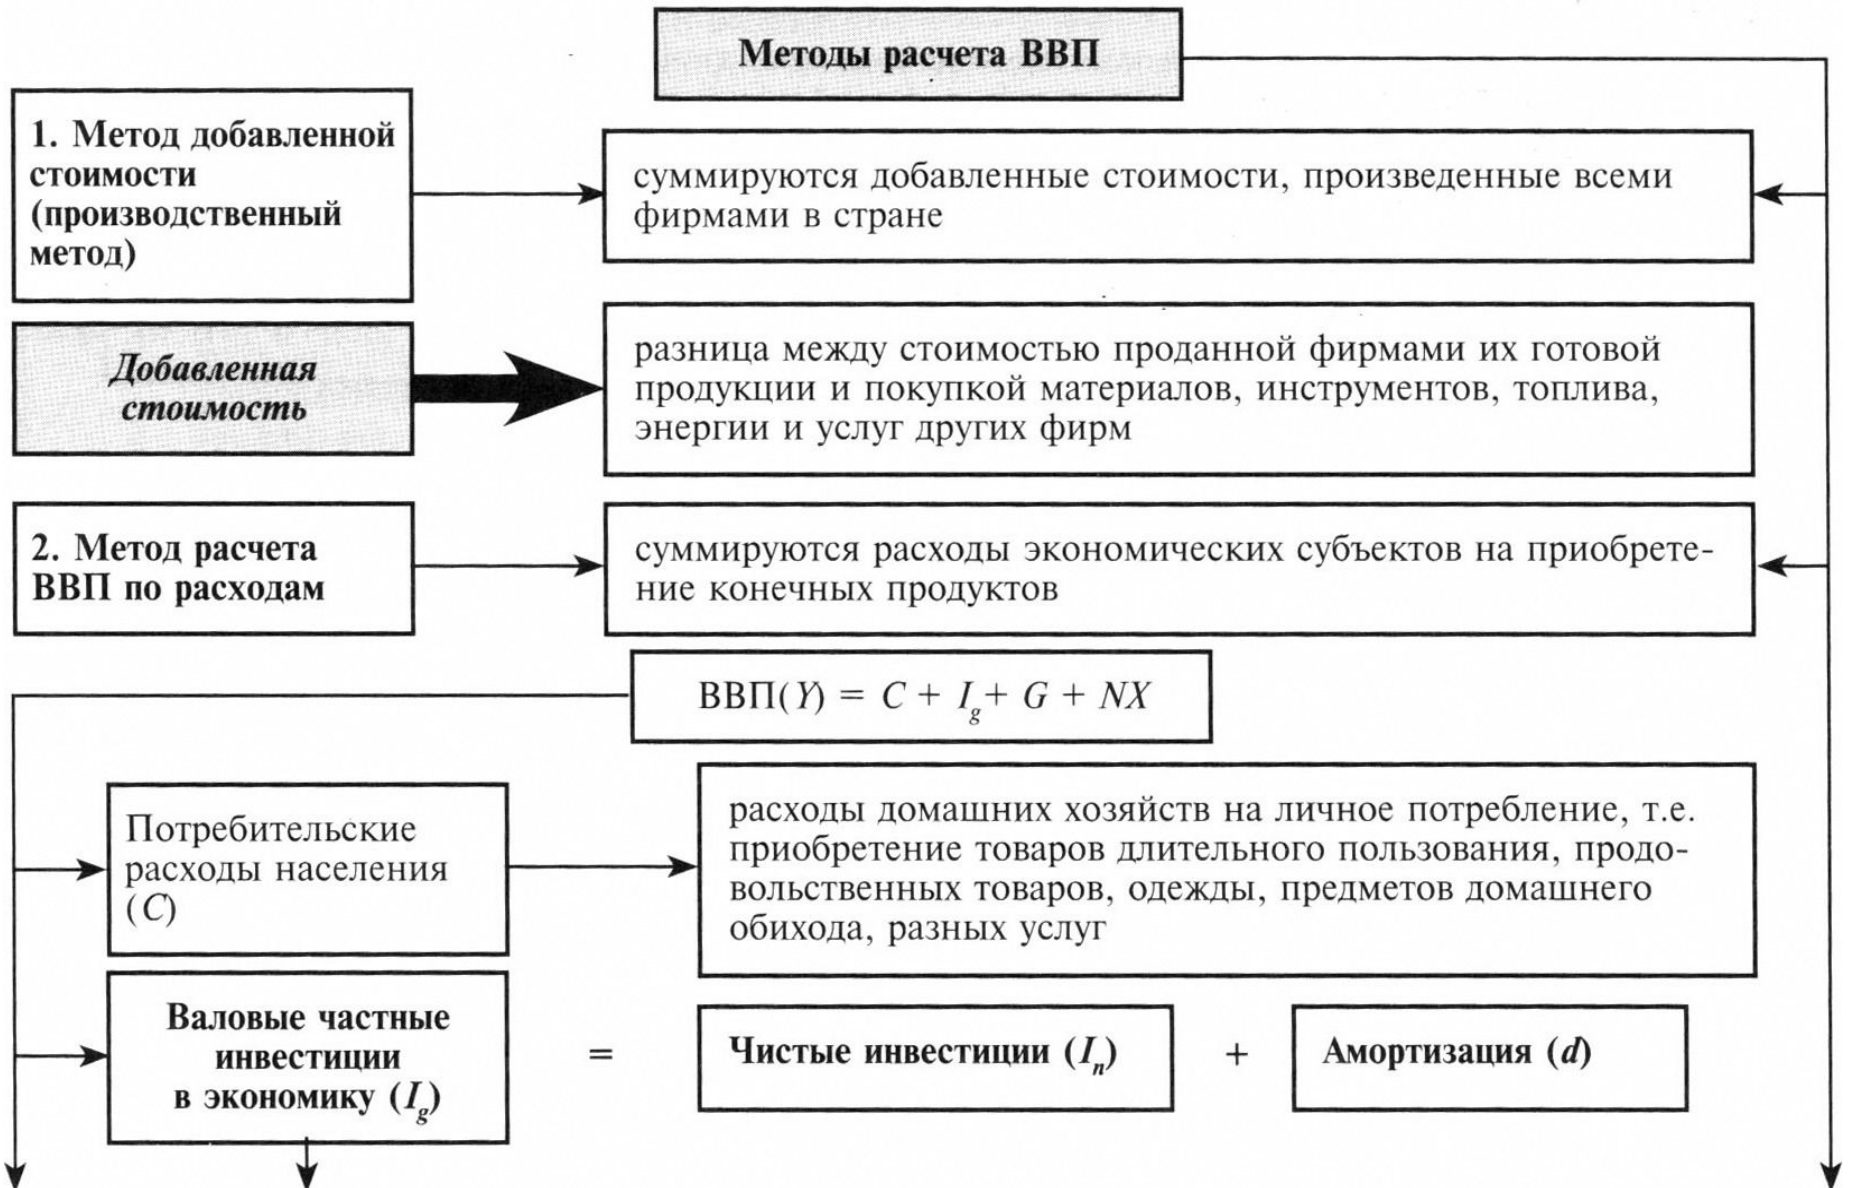 Методы расчета ВВП
1. Метод добавленной
стоимости
(производственный
метод)
суммируются добавленные стоимости, произведенные всеми
фирмами в стране
Добавленная
стоимость
разница между стоимостью проданной фирмами их готовой
продукции и покупкой материалов, инструментов, топлива,
энергии и услуг других фирм
2. Метод расчета
ВВП по расходам
суммируются расходы экономических субъектов на приобрете-
ние конечных продуктов
ВВП(Y) = C + I_g + G + NX
Потребительские
расходы населения
(C)
расходы домашних хозяйств на личное потребление, т.е.
приобретение товаров длительного пользования, продо-
вольственных товаров, одежды, предметов домашнего
обихода, разных услуг
Валовые частные
инвестиции
в экономику (I_g)
=
Чистые инвестиции (I_n)
+
Амортизация (d)